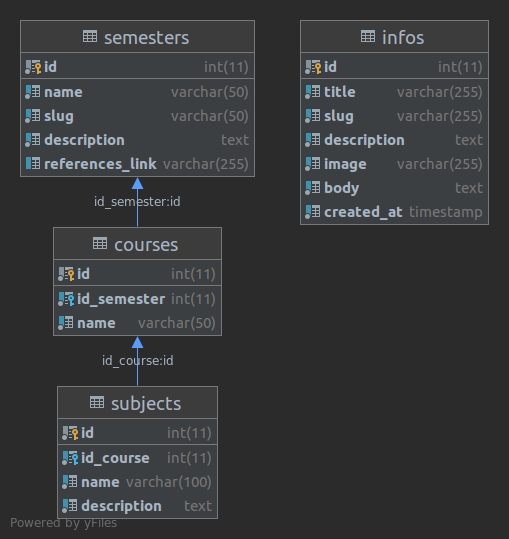 semesters
id int(11)
name varchar(50)
slug varchar(50)
description text
references_link varchar(255)
id_semester:id
courses
id int(11)
id_semester int(11)
name varchar(50)
id_course:id
subjects
id int(11)
id_course int(11)
name varchar(100)
description text
infos
id int(11)
title varchar(255)
slug varchar(255)
description text
image varchar(255)
body text
created_at timestamp
Powered by yFiles